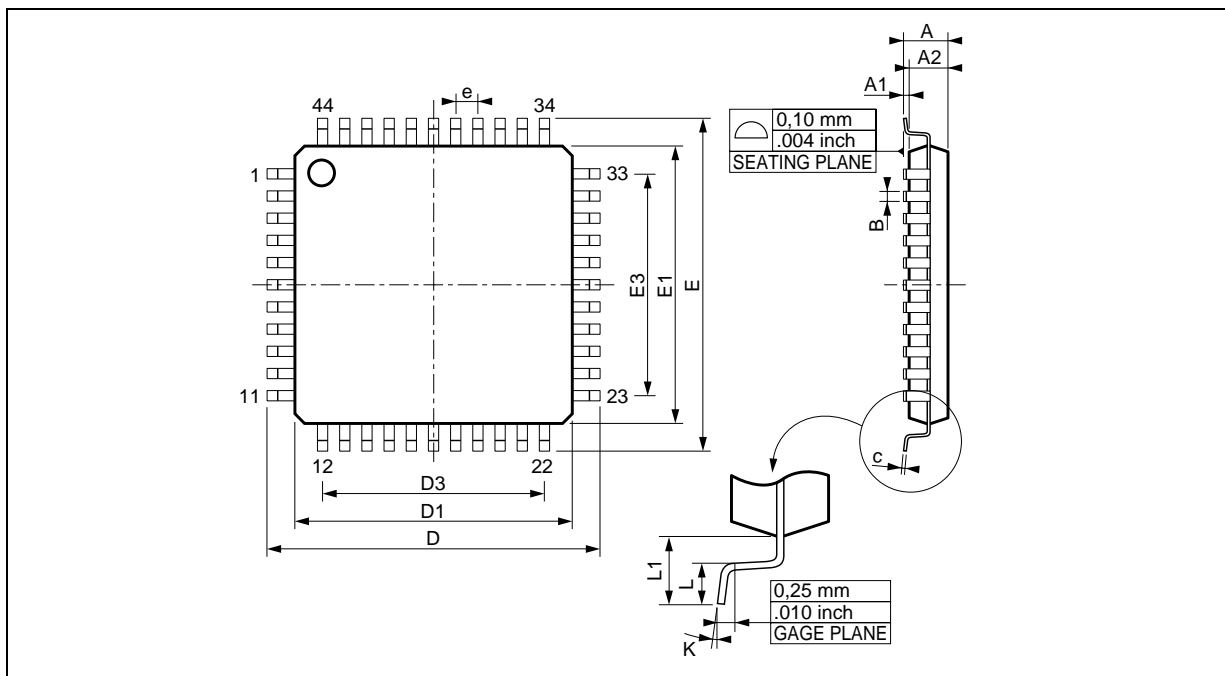 A
A2
A1
44
e
34
0,10 mm
.004 inch
SEATING PLANE
1
33
B
E3
E1
E
11
23
12
22
c
D3
D1
D
L1
L
0,25 mm
.010 inch
GAGE PLANE
K